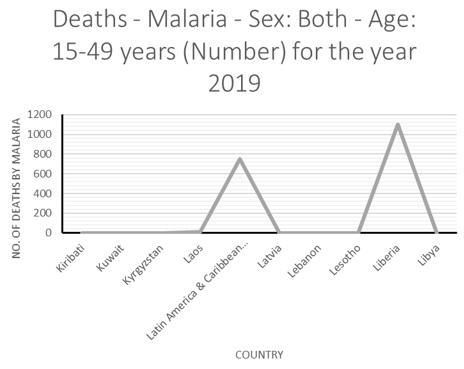 Deaths - Malaria - Sex: Both - Age:
15-49 years (Number) for the year
2019
NO. OF DEATHS BY MALARIA
1200
1000
800
600
400
200
0
Kiribati
Kuwait
Kyrgyzstan
Laos
Latin America & Caribbean...
Latvia
Lebanon
Lesotho
Liberia
Libya
COUNTRY